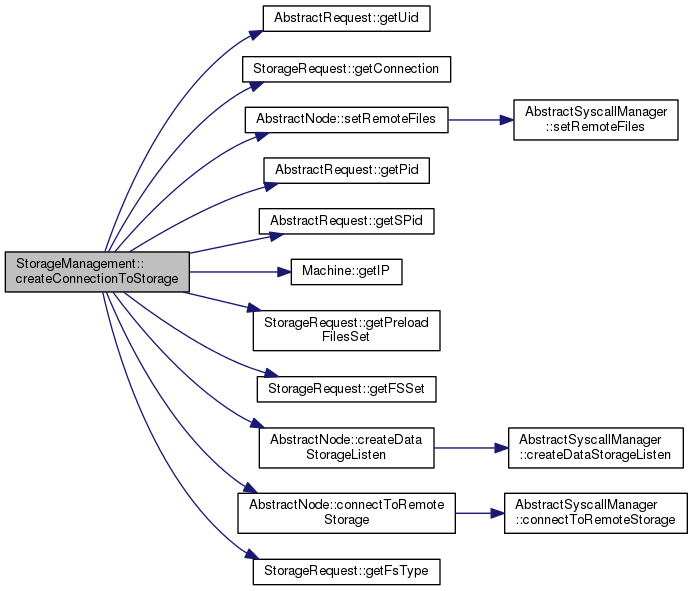 AbstractRequest::getUid
StorageRequest::getConnection
AbstractNode::setRemoteFiles
AbstractSyscallManager
::setRemoteFiles
AbstractRequest::getPid
AbstractRequest::getSPid
StorageManagement::
createConnectionToStorage
Machine::getIP
StorageRequest::getPreload
FilesSet
StorageRequest::getFSSet
AbstractNode::createData
StorageListen
AbstractSyscallManager
::createDataStorageListen
AbstractNode::connectToRemote
Storage
AbstractSyscallManager
::connectToRemoteStorage
StorageRequest::getFsType